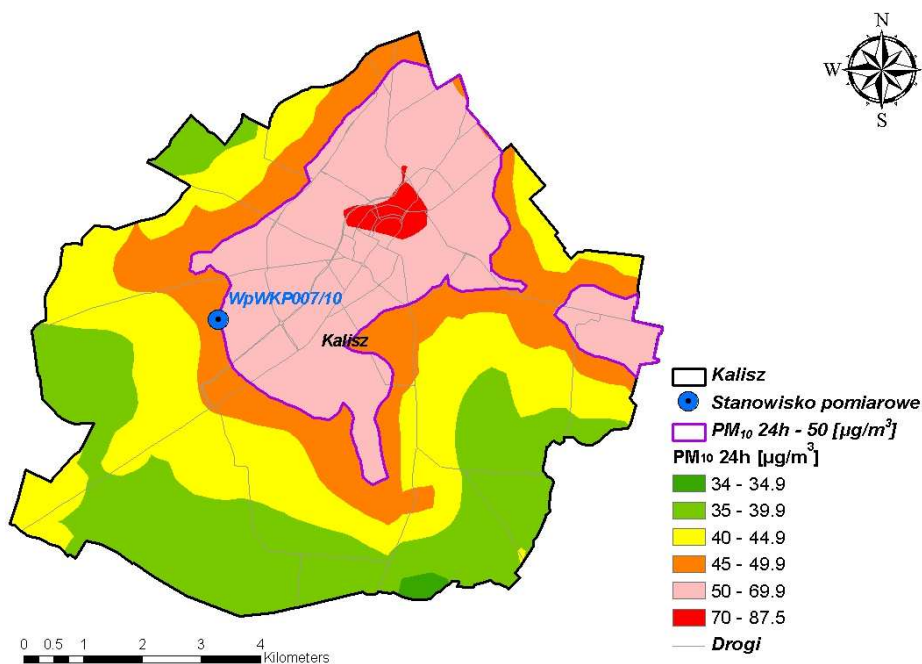 N
W E
S
WpWKP007/10
Kalisz
Kalisz
Stanowisko pomiarowe
PM₁₀ 24h - 50 [µg/m³]
PM₁₀ 24h [µg/m³]
34 - 34.9
35 - 39.9
40 - 44.9
45 - 49.9
50 - 69.9
70 - 87.5
Drogi
0 0.5 1 2 3 4
Kilometers